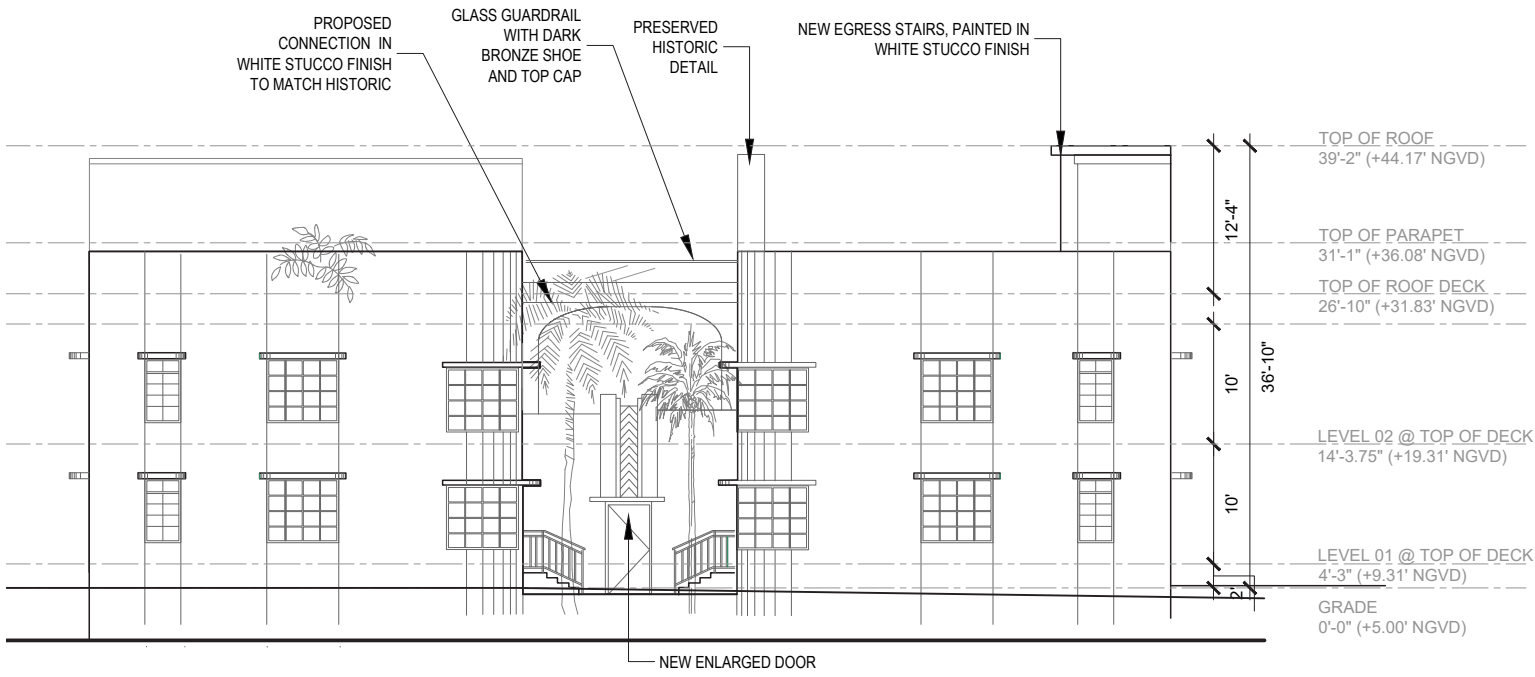 PROPOSED
CONNECTION IN
WHITE STUCCO FINISH
TO MATCH HISTORIC
GLASS GUARDRAIL
WITH DARK
BRONZE SHOE
AND TOP CAP
PRESERVED
HISTORIC
DETAIL
NEW EGRESS STAIRS, PAINTED IN
WHITE STUCCO FINISH
TOP OF ROOF
39'-2" (+44.17' NGVD)
TOP OF PARAPET
31'-1" (+36.08' NGVD)
TOP OF ROOF DECK
26'-10" (+31.83' NGVD)
LEVEL 02 @ TOP OF DECK
14'-3.75" (+19.31' NGVD)
LEVEL 01 @ TOP OF DECK
4'-3" (+9.31' NGVD)
GRADE
0'-0" (+5.00' NGVD)
12'-4"
10'
10'
2'
36'-10"
NEW ENLARGED DOOR